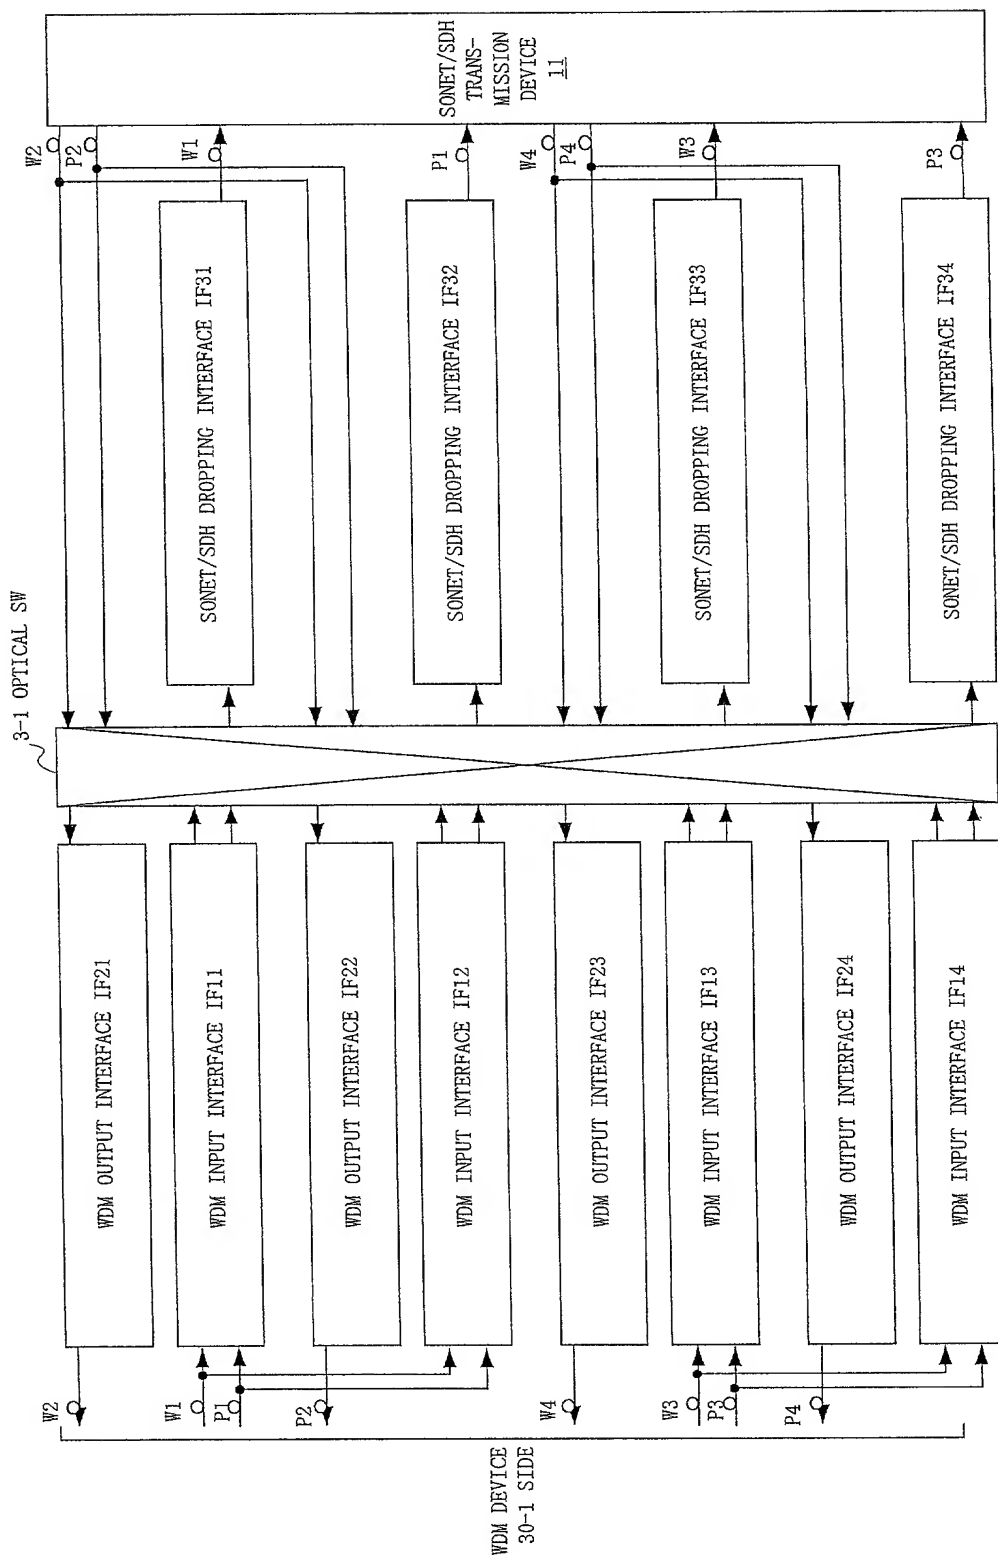 3-1 OPTICAL SW
W2
WDM OUTPUT INTERFACE IF21
W2
P2
W1
P1
WDM INPUT INTERFACE IF11
SONET/SDH DROPPING INTERFACE IF31
W1
P2
WDM OUTPUT INTERFACE IF22
WDM INPUT INTERFACE IF12
SONET/SDH DROPPING INTERFACE IF32
P1
WDM DEVICE
30-1 SIDE
SONET/SDH
TRANS-
MISSION
DEVICE
11
W4
WDM OUTPUT INTERFACE IF23
W4
P4
W3
P3
WDM INPUT INTERFACE IF13
SONET/SDH DROPPING INTERFACE IF33
W3
P4
WDM OUTPUT INTERFACE IF24
WDM INPUT INTERFACE IF14
SONET/SDH DROPPING INTERFACE IF34
P3